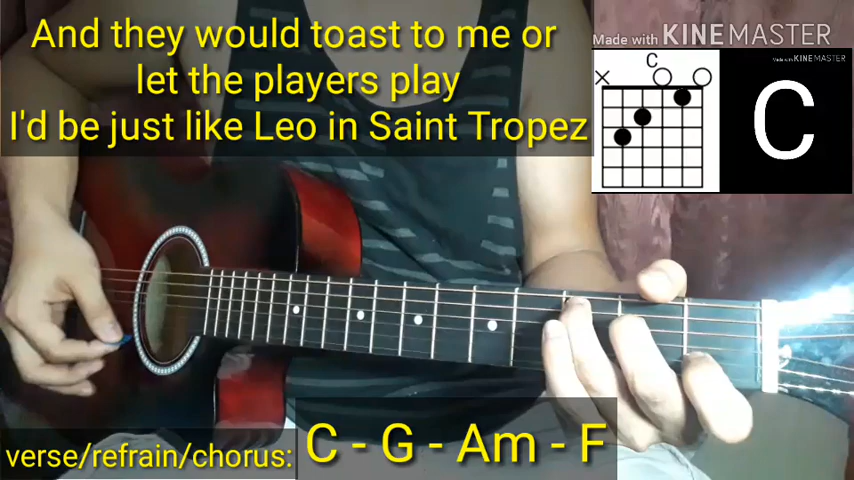 And they would toast to me or
let the players play
I'd be just like Leo in Saint Tropez
Made with KINEMASTER
Made with KINEMASTER
C
C
verse/refrain/chorus: C - G - Am - F